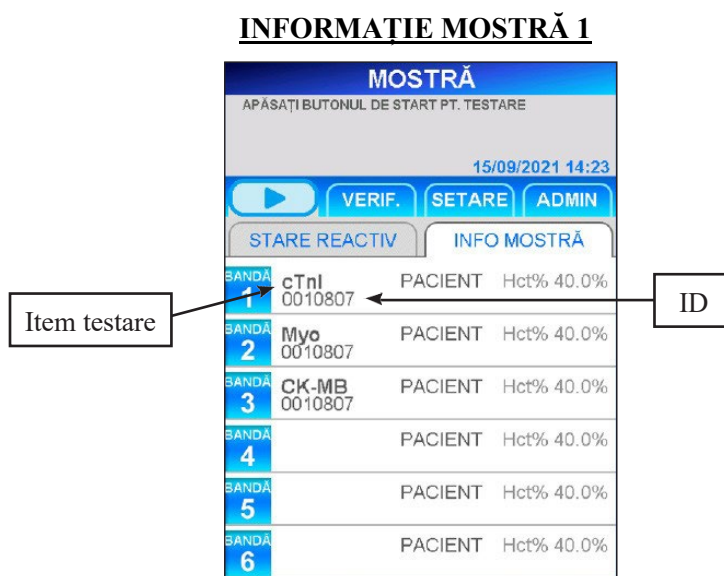 INFORMAȚIE MOSTRĂ 1
MOSTRĂ
APĂSAȚI BUTONUL DE START PT. TESTARE
15/09/2021 14:23
VERIF. SETARE ADMIN
STARE REACTIV INFO MOSTRĂ
BANDĂ 1 cTnI PACIENT Hct% 40.0%
0010807
Item testare
ID
BANDĂ 2 Myo PACIENT Hct% 40.0%
0010807
BANDĂ 3 CK-MB PACIENT Hct% 40.0%
0010807
BANDĂ 4 PACIENT Hct% 40.0%
BANDĂ 5 PACIENT Hct% 40.0%
BANDĂ 6 PACIENT Hct% 40.0%